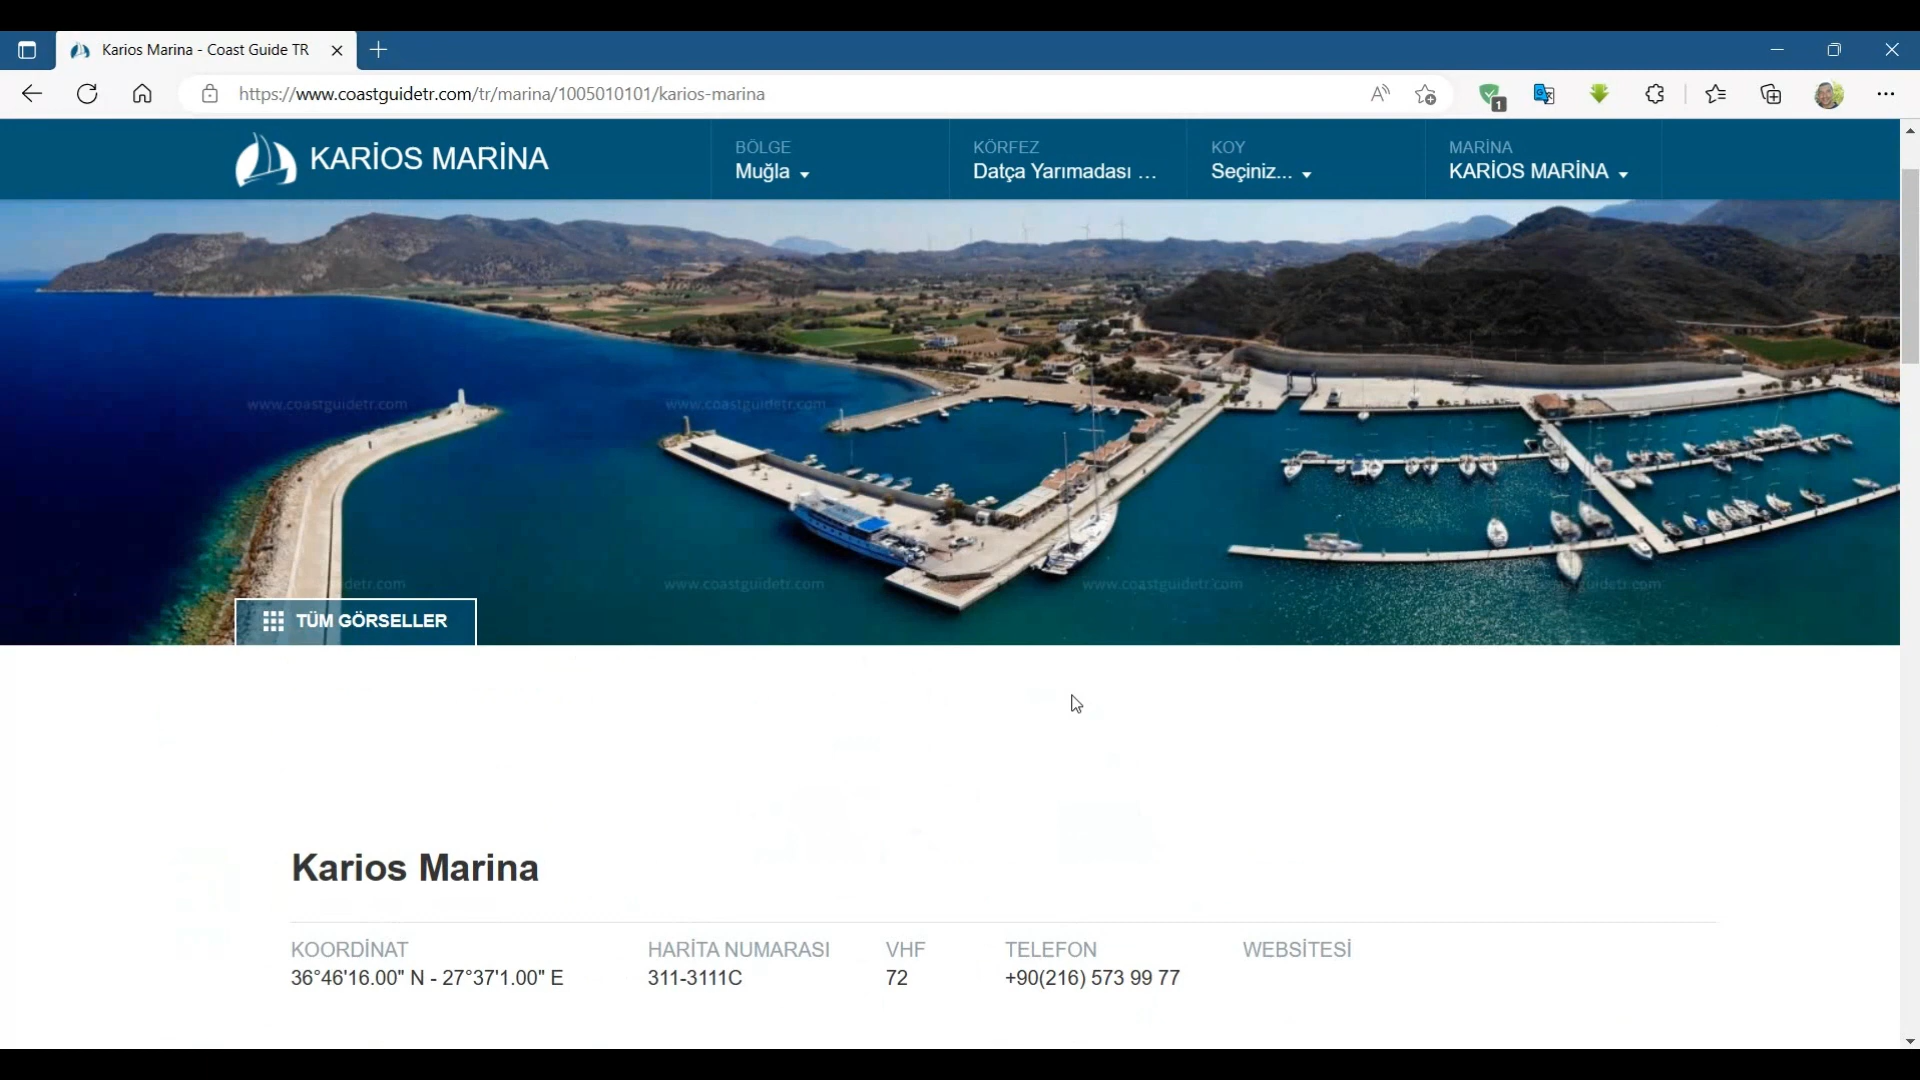 Karios Marina - Coast Guide TR
https://www.coastguidetr.com/tr/marina/1005010101/karios-marina
1
KARİOS MARİNA
BÖLGE
Muğla
KÖRFEZ
Datça Yarımadası ...
KOY
Seçiniz...
MARİNA
KARİOS MARİNA
www.coastguidetr.com
www.coastguidetr.com
detr.com
www.coastguidetr.com
www.coastguidetr.com
TÜM GÖRSELLER
Karios Marina
KOORDİNAT
36°46'16.00" N - 27°37'1.00" E
HARİTA NUMARASI
311-3111C
VHF
72
TELEFON
+90(216) 573 99 77
WEBSİTESİ